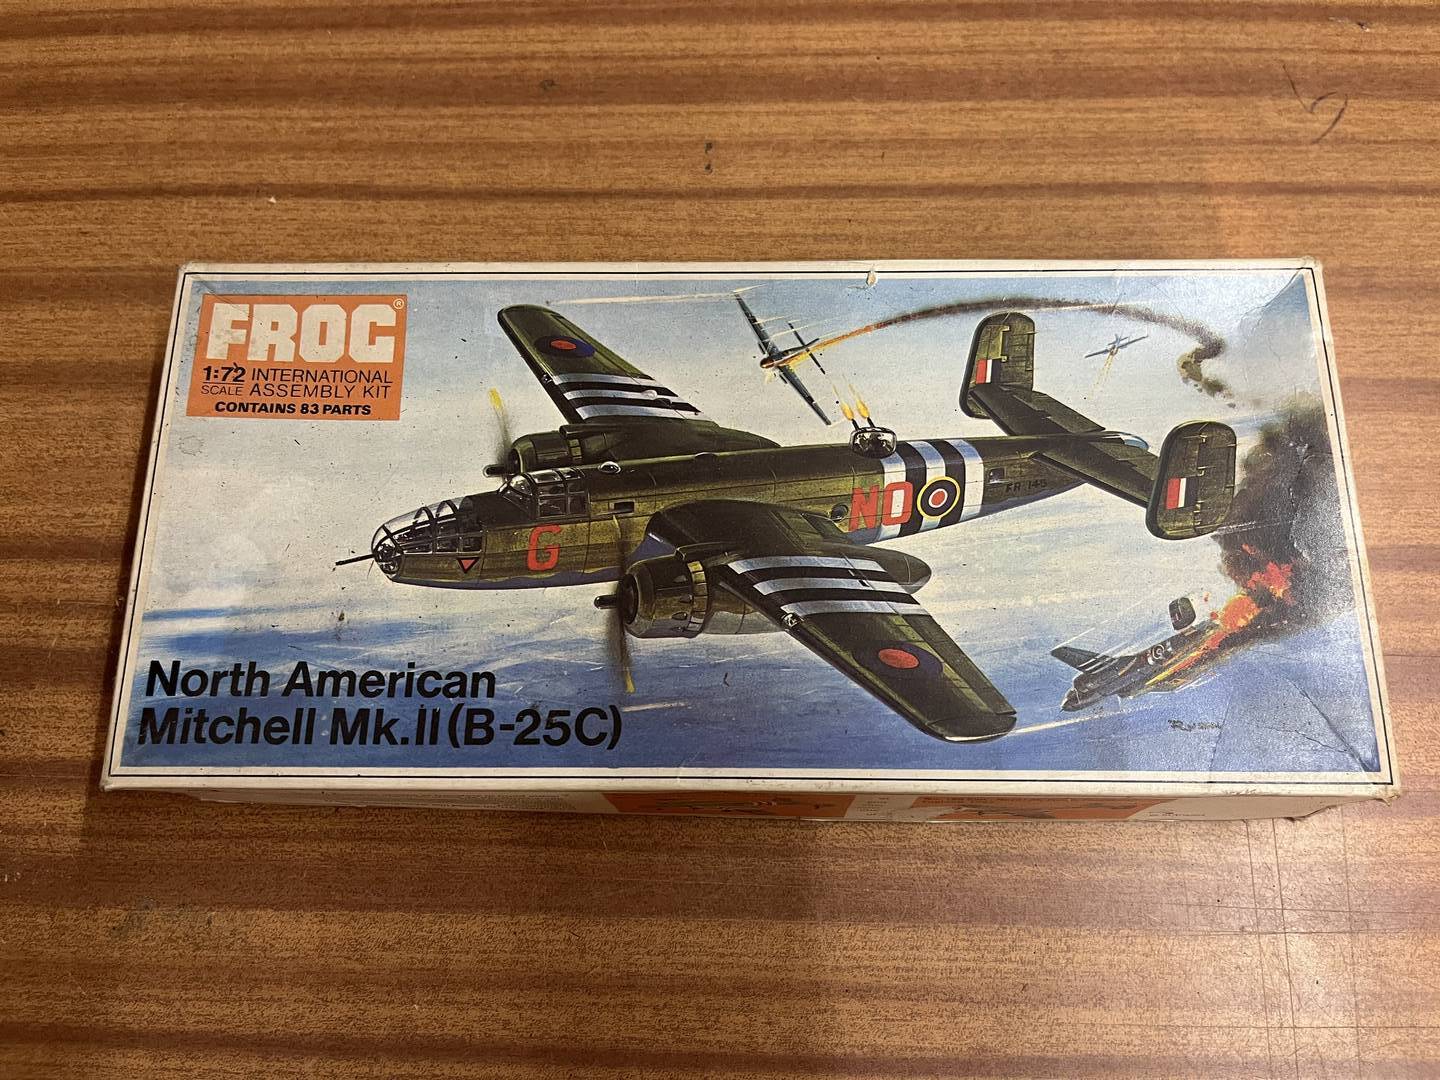 FROG®
1:72 INTERNATIONAL
SCALE ASSEMBLY KIT
CONTAINS 83 PARTS
G
NO
FR 145
North American
Mitchell Mk.II (B-25C)